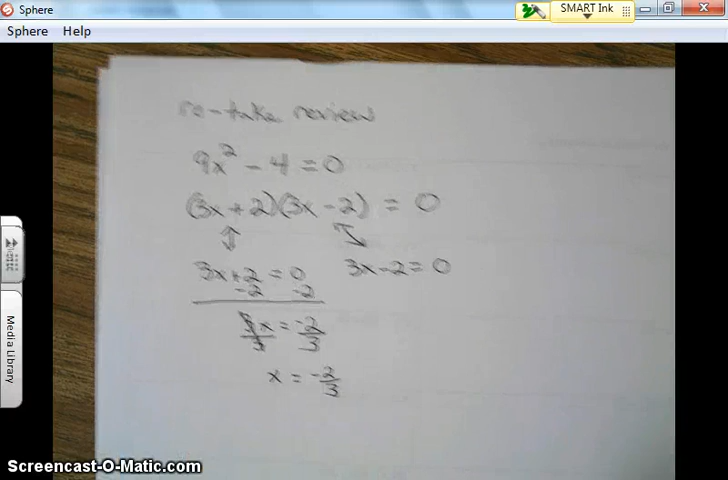 Sphere
SMART Ink
Sphere Help
re-take review
9x² - 4 = 0
(3x + 2)(3x - 2) = 0
3x + 2 = 0 3x - 2 = 0
-2 -2
3x/3 = -2/3
x = -2/3
Media Library
Screencast-O-Matic.com